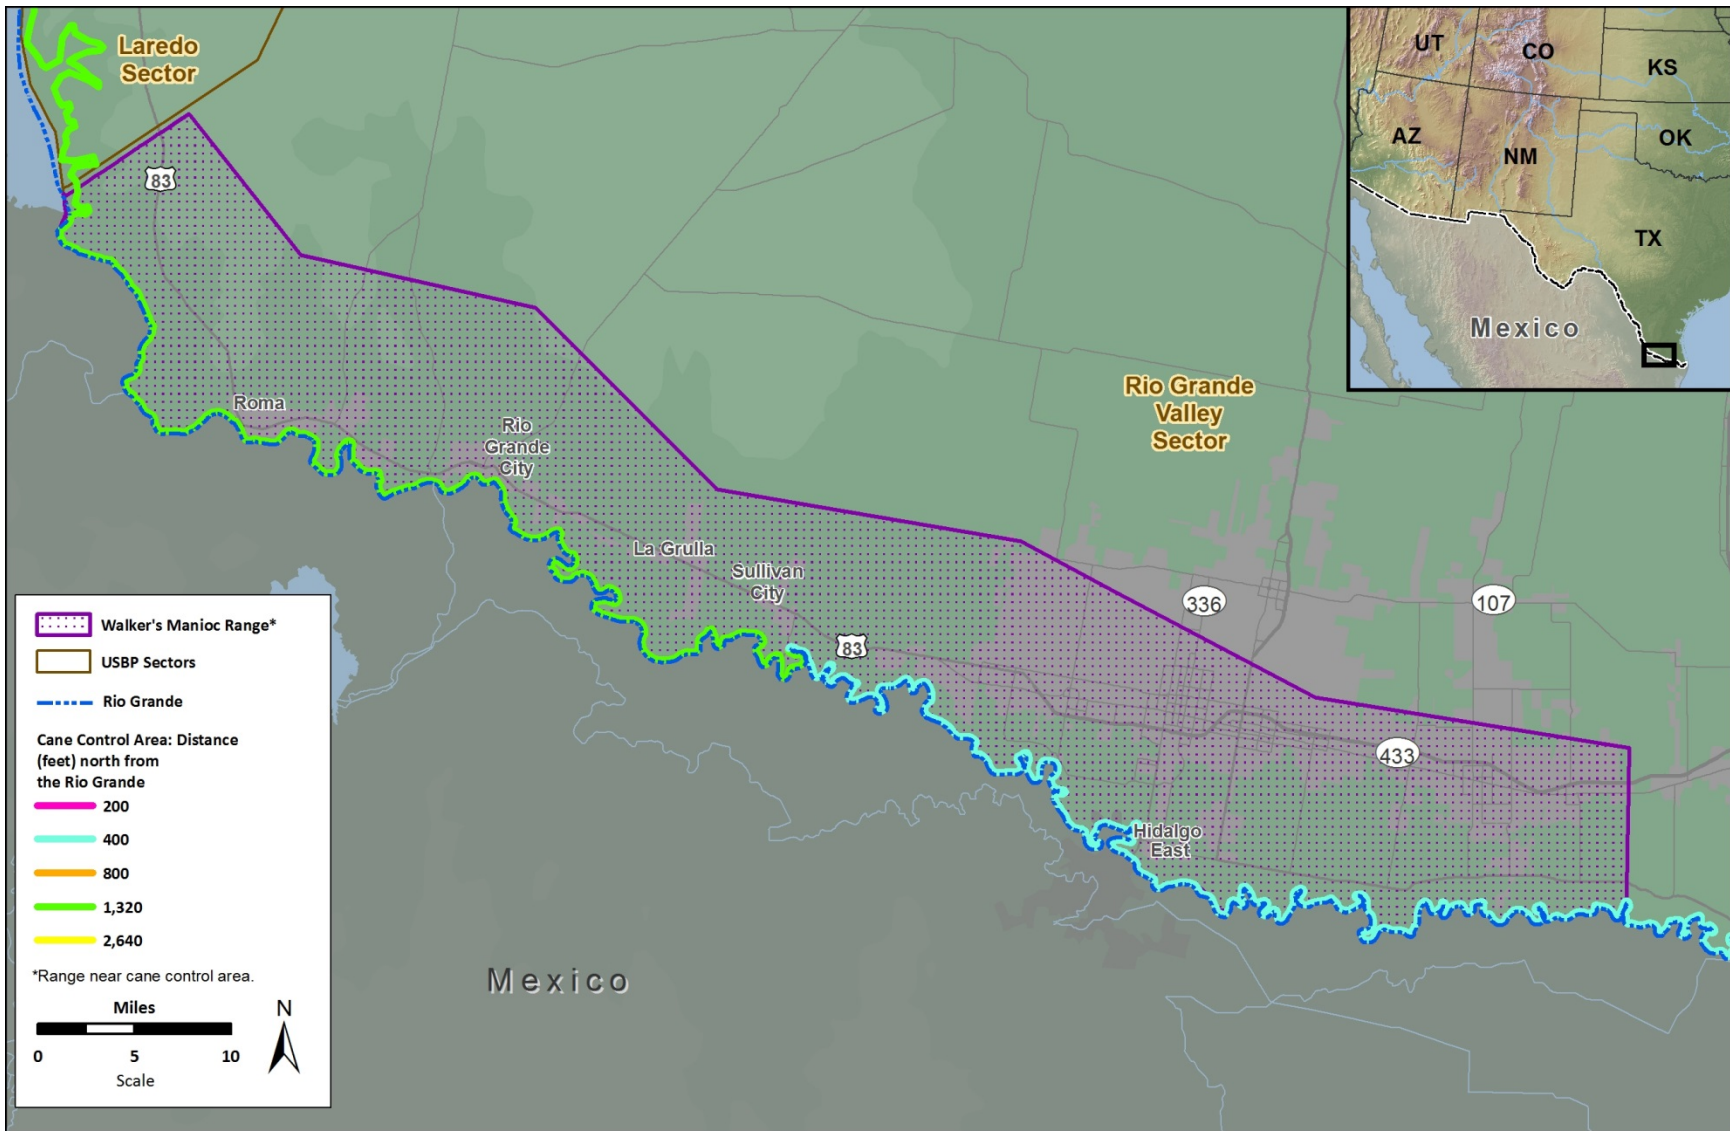 Laredo
Sector
83
Roma
Rio
Grande
City
La Grulla
Sullivan
City
83
Rio Grande
Valley
Sector
336
107
433
Hidalgo
East
Mexico
UT
CO
KS
AZ
NM
OK
TX
Mexico
Walker's Manioc Range*
USBP Sectors
Rio Grande
Cane Control Area: Distance
(feet) north from
the Rio Grande
200
400
800
1,320
2,640
*Range near cane control area.
Miles
N
0 5 10
Scale